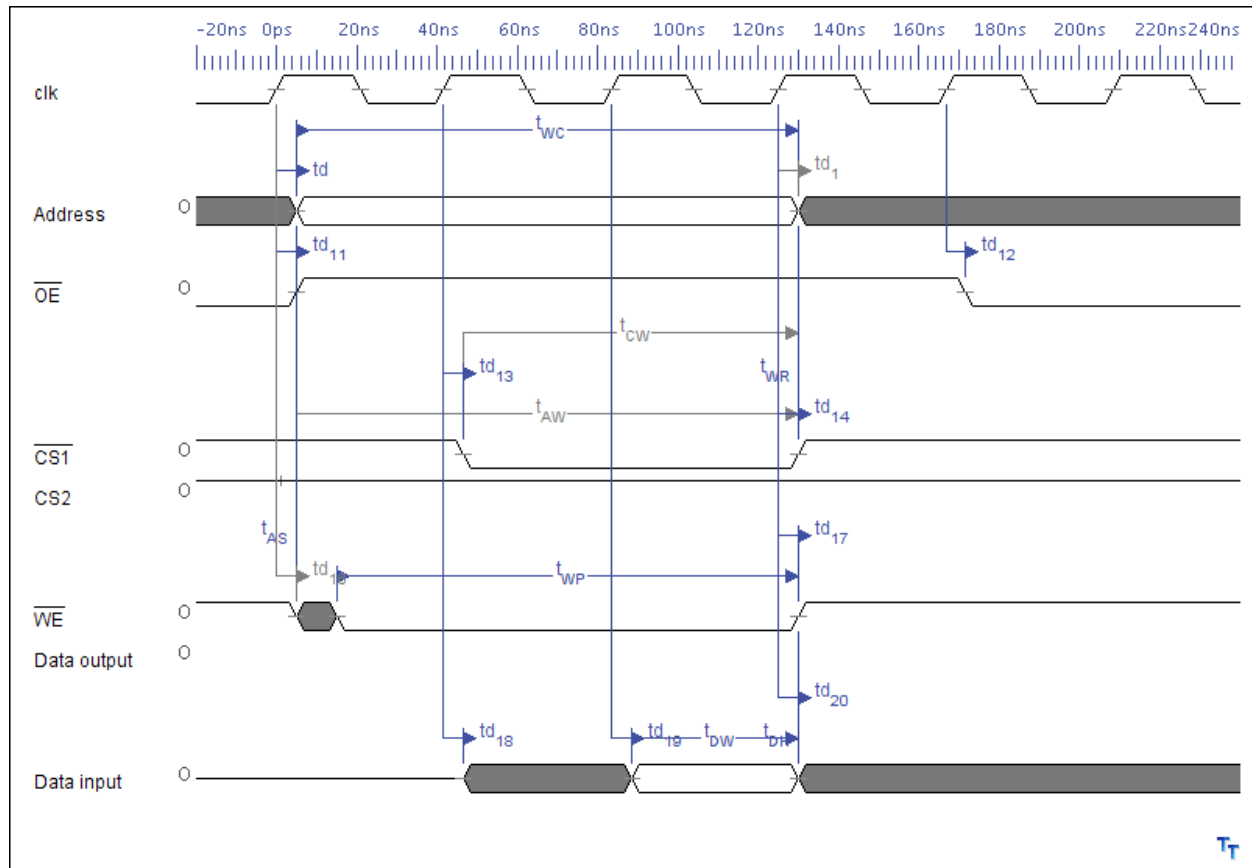 -20ns 0ps 20ns 40ns 60ns 80ns 100ns 120ns 140ns 160ns 180ns 200ns 220ns 240ns
clk
tWC
td td1
Address
td11 td12
OE
tCW
td13 tWR
tAW td14
CS1
CS2
tAS td17
tWP
WE
Data output
td20
td18 td19 tDW
Data input
TT